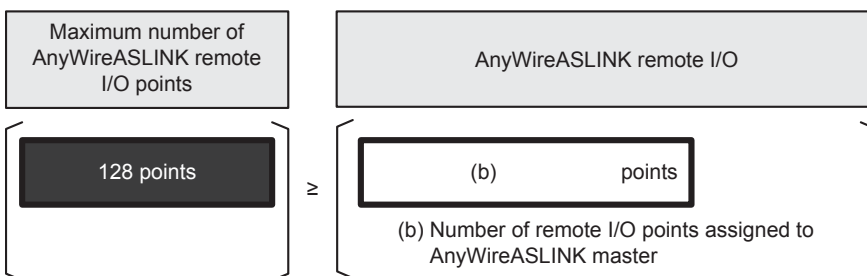 Maximum number of
AnyWireASLINK remote
I/O points
AnyWireASLINK remote I/O
128 points
≥
(b) points
(b) Number of remote I/O points assigned to
AnyWireASLINK master